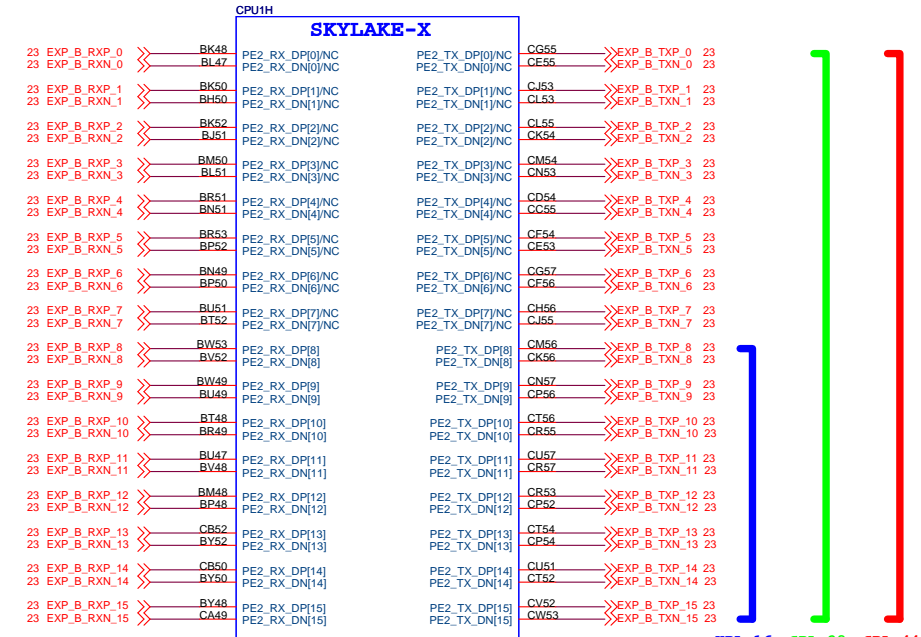 CPU1H
SKYLAKE-X
23 EXP_B_RXP_0 BK48 PE2_RX_DP[0]/NC PE2_TX_DP[0]/NC CG55 EXP_B_TXP_0 23
23 EXP_B_RXN_0 BL47 PE2_RX_DN[0]/NC PE2_TX_DN[0]/NC CE55 EXP_B_TXN_0 23
23 EXP_B_RXP_1 BK50 PE2_RX_DP[1]/NC PE2_TX_DP[1]/NC CJ53 EXP_B_TXP_1 23
23 EXP_B_RXN_1 BH50 PE2_RX_DN[1]/NC PE2_TX_DN[1]/NC CL53 EXP_B_TXN_1 23
23 EXP_B_RXP_2 BK52 PE2_RX_DP[2]/NC PE2_TX_DP[2]/NC CL55 EXP_B_TXP_2 23
23 EXP_B_RXN_2 BJ51 PE2_RX_DN[2]/NC PE2_TX_DN[2]/NC CK54 EXP_B_TXN_2 23
23 EXP_B_RXP_3 BM50 PE2_RX_DP[3]/NC PE2_TX_DP[3]/NC CM54 EXP_B_TXP_3 23
23 EXP_B_RXN_3 BL51 PE2_RX_DN[3]/NC PE2_TX_DN[3]/NC CN53 EXP_B_TXN_3 23
23 EXP_B_RXP_4 BR51 PE2_RX_DP[4]/NC PE2_TX_DP[4]/NC CD54 EXP_B_TXP_4 23
23 EXP_B_RXN_4 BN51 PE2_RX_DN[4]/NC PE2_TX_DN[4]/NC CC55 EXP_B_TXN_4 23
23 EXP_B_RXP_5 BR53 PE2_RX_DP[5]/NC PE2_TX_DP[5]/NC CF54 EXP_B_TXP_5 23
23 EXP_B_RXN_5 BP52 PE2_RX_DN[5]/NC PE2_TX_DN[5]/NC CE53 EXP_B_TXN_5 23
23 EXP_B_RXP_6 BN49 PE2_RX_DP[6]/NC PE2_TX_DP[6]/NC CG57 EXP_B_TXP_6 23
23 EXP_B_RXN_6 BP50 PE2_RX_DN[6]/NC PE2_TX_DN[6]/NC CF56 EXP_B_TXN_6 23
23 EXP_B_RXP_7 BU51 PE2_RX_DP[7]/NC PE2_TX_DP[7]/NC CH56 EXP_B_TXP_7 23
23 EXP_B_RXN_7 BT52 PE2_RX_DN[7]/NC PE2_TX_DN[7]/NC CJ55 EXP_B_TXN_7 23
23 EXP_B_RXP_8 BW53 PE2_RX_DP[8] PE2_TX_DP[8] CM56 EXP_B_TXP_8 23
23 EXP_B_RXN_8 BV52 PE2_RX_DN[8] PE2_TX_DN[8] CK56 EXP_B_TXN_8 23
23 EXP_B_RXP_9 BW49 PE2_RX_DP[9] PE2_TX_DP[9] CN57 EXP_B_TXP_9 23
23 EXP_B_RXN_9 BU49 PE2_RX_DN[9] PE2_TX_DN[9] CP56 EXP_B_TXN_9 23
23 EXP_B_RXP_10 BT48 PE2_RX_DP[10] PE2_TX_DP[10] CT56 EXP_B_TXP_10 23
23 EXP_B_RXN_10 BR49 PE2_RX_DN[10] PE2_TX_DN[10] CR55 EXP_B_TXN_10 23
23 EXP_B_RXP_11 BU47 PE2_RX_DP[11] PE2_TX_DP[11] CU57 EXP_B_TXP_11 23
23 EXP_B_RXN_11 BV48 PE2_RX_DN[11] PE2_TX_DN[11] CR57 EXP_B_TXN_11 23
23 EXP_B_RXP_12 BM48 PE2_RX_DP[12] PE2_TX_DP[12] CR53 EXP_B_TXP_12 23
23 EXP_B_RXN_12 BP48 PE2_RX_DN[12] PE2_TX_DN[12] CP52 EXP_B_TXN_12 23
23 EXP_B_RXP_13 CB52 PE2_RX_DP[13] PE2_TX_DP[13] CT54 EXP_B_TXP_13 23
23 EXP_B_RXN_13 BY52 PE2_RX_DN[13] PE2_TX_DN[13] CP54 EXP_B_TXN_13 23
23 EXP_B_RXP_14 CB50 PE2_RX_DP[14] PE2_TX_DP[14] CU51 EXP_B_TXP_14 23
23 EXP_B_RXN_14 BY50 PE2_RX_DN[14] PE2_TX_DN[14] CT52 EXP_B_TXN_14 23
23 EXP_B_RXP_15 BY48 PE2_RX_DP[15] PE2_TX_DP[15] CV52 EXP_B_TXP_15 23
23 EXP_B_RXN_15 CA49 PE2_RX_DN[15] PE2_TX_DN[15] CW53 EXP_B_TXN_15 23